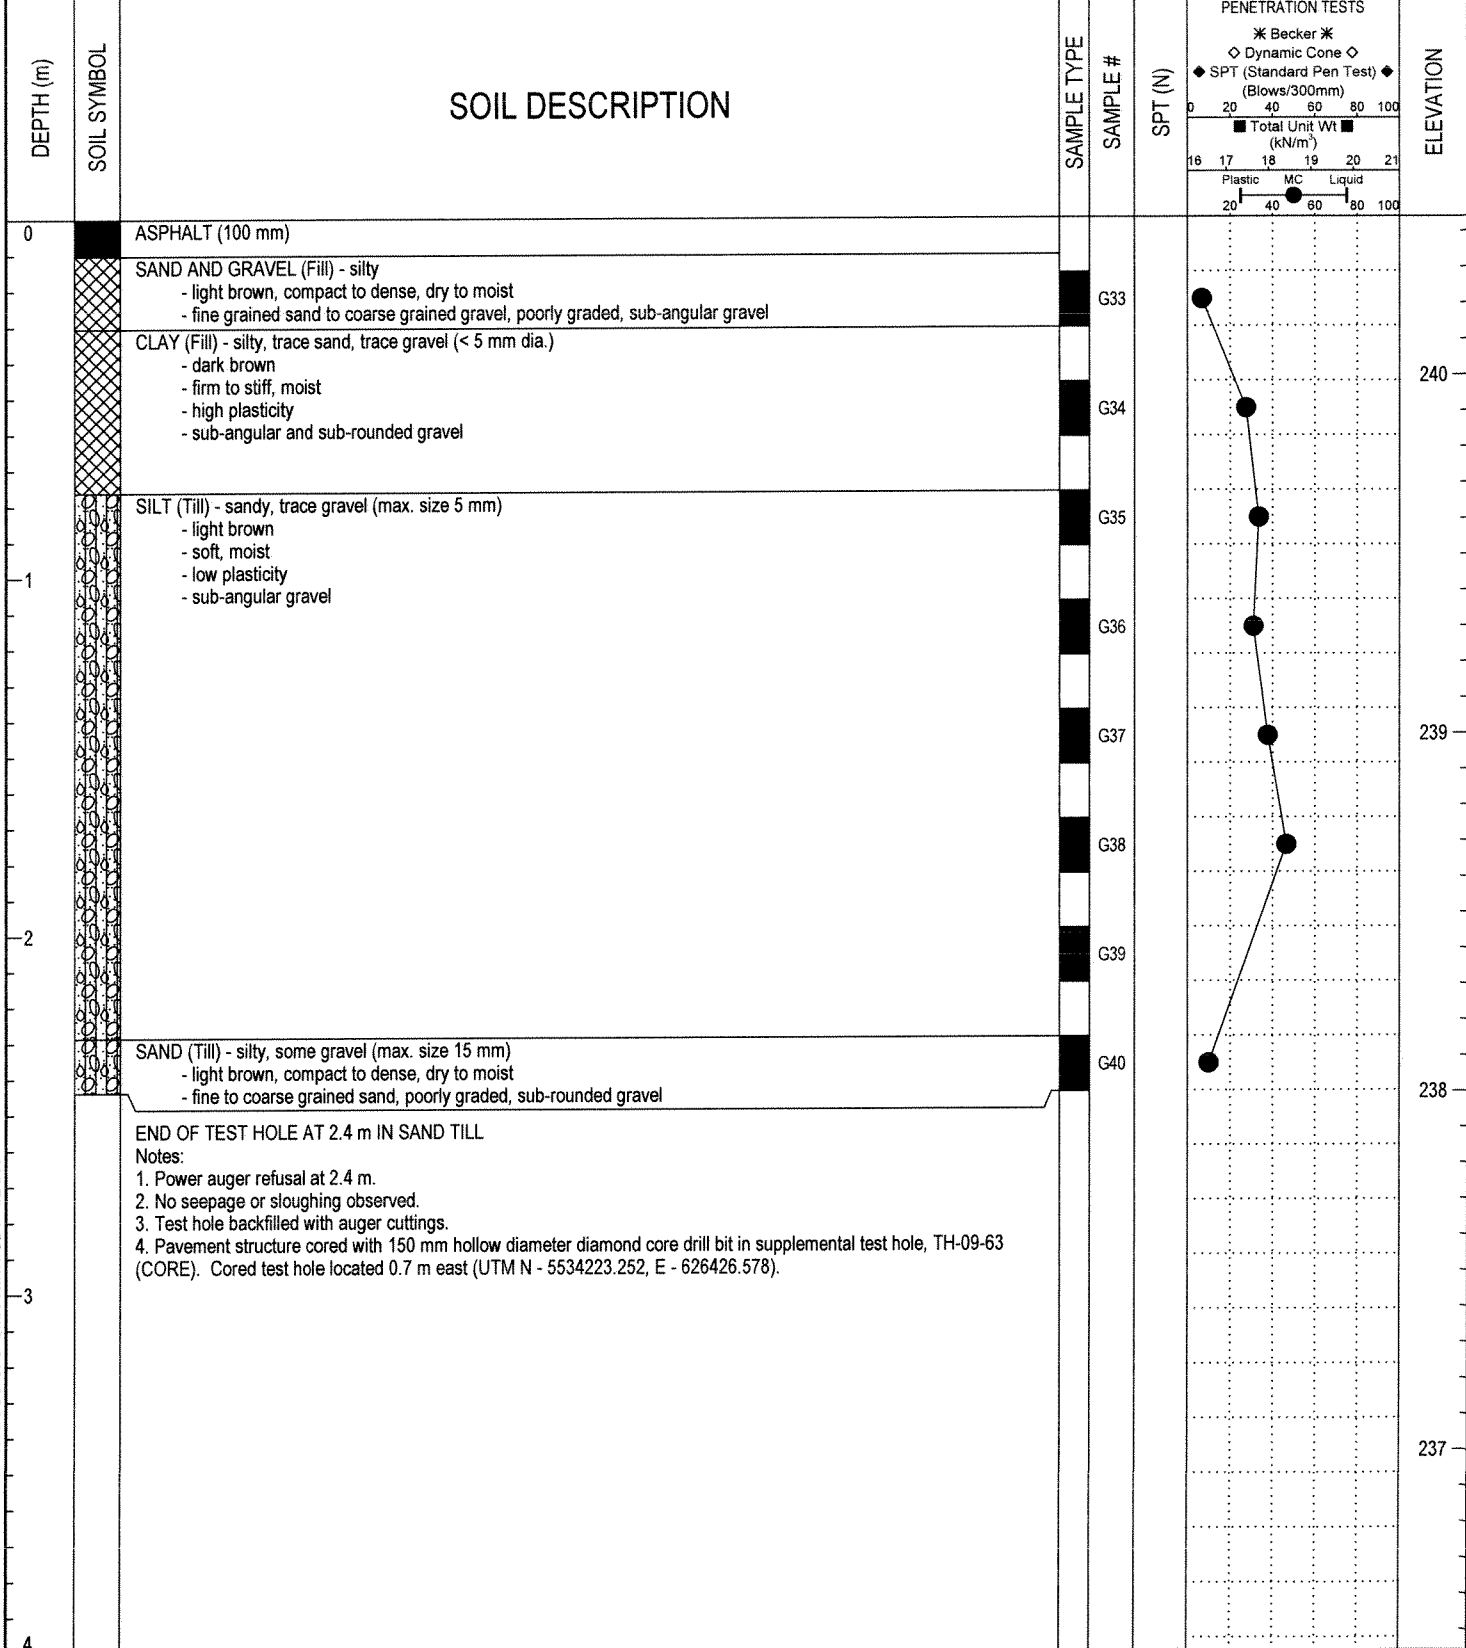 PENETRATION TESTS
✳ Becker ✳
◇ Dynamic Cone ◇
◆ SPT (Standard Pen Test) ◆
(Blows/300mm)
0 20 40 60 80 100
■ Total Unit Wt ■
(kN/m³)
16 17 18 19 20 21
Plastic MC Liquid
20 40 60 80 100
DEPTH (m)
SOIL SYMBOL
SOIL DESCRIPTION
SAMPLE TYPE
SAMPLE #
SPT (N)
ELEVATION
0
ASPHALT (100 mm)
SAND AND GRAVEL (Fill) - silty
- light brown, compact to dense, dry to moist
G33
- fine grained sand to coarse grained gravel, poorly graded, sub-angular gravel
CLAY (Fill) - silty, trace sand, trace gravel (< 5 mm dia.)
- dark brown
240
- firm to stiff, moist
- high plasticity
G34
- sub-angular and sub-rounded gravel
SILT (Till) - sandy, trace gravel (max. size 5 mm)
G35
- light brown
- soft, moist
- low plasticity
1
- sub-angular gravel
G36
G37
239
G38
2
G39
SAND (Till) - silty, some gravel (max. size 15 mm)
G40
- light brown, compact to dense, dry to moist
- fine to coarse grained sand, poorly graded, sub-rounded gravel
238
END OF TEST HOLE AT 2.4 m IN SAND TILL
Notes:
1. Power auger refusal at 2.4 m.
2. No seepage or sloughing observed.
3. Test hole backfilled with auger cuttings.
4. Pavement structure cored with 150 mm hollow diameter diamond core drill bit in supplemental test hole, TH-09-63
(CORE).  Cored test hole located 0.7 m east (UTM N - 5534223.252, E - 626426.578).
3
237
4